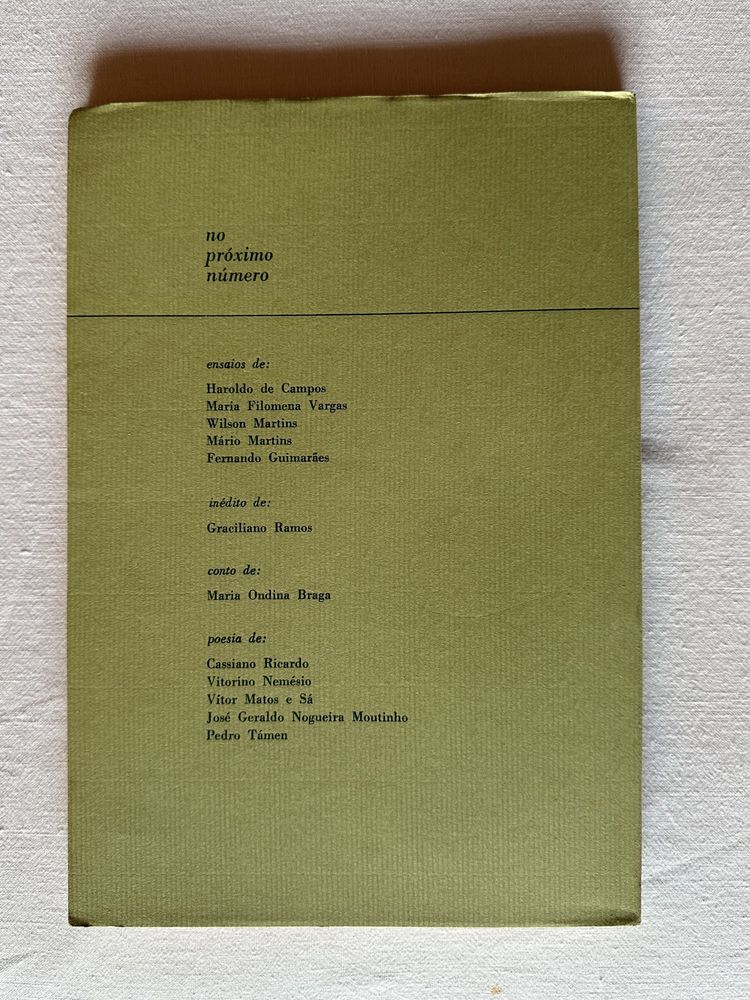 no
próximo
número
ensaios de:
Haroldo de Campos
Maria Filomena Vargas
Wilson Martins
Mário Martins
Fernando Guimarães
inédito de:
Graciliano Ramos
conto de:
Maria Ondina Braga
poesia de:
Cassiano Ricardo
Vitorino Nemésio
Vítor Matos e Sá
José Geraldo Nogueira Moutinho
Pedro Támen